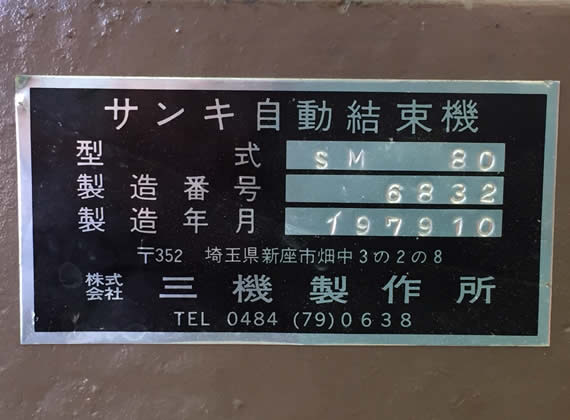 サンキ自動結束機
型式 SM 80
製造番号 6832
製造年月 197910
〒352 埼玉県新座市畑中3の2の8
株式会社 三機製作所
TEL 0484 (79)0638